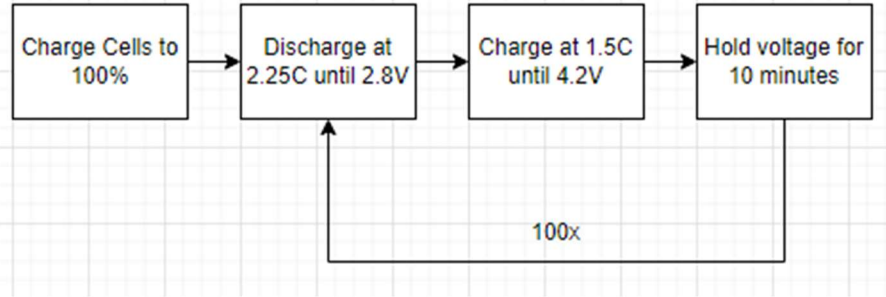 Charge Cells to
100%
Discharge at
2.25C until 2.8V
Charge at 1.5C
until 4.2V
Hold voltage for
10 minutes
100x